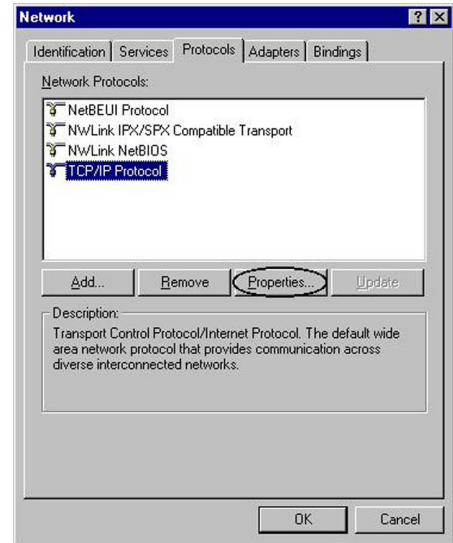 Network
Identification Services Protocols Adapters Bindings
Network Protocols:
NetBEUI Protocol
NWLink IPX/SPX Compatible Transport
NWLink NetBIOS
TCP/IP Protocol
Add... Remove Properties... Update
Description:
Transport Control Protocol/Internet Protocol. The default wide
area network protocol that provides communication across
diverse interconnected networks.
OK Cancel